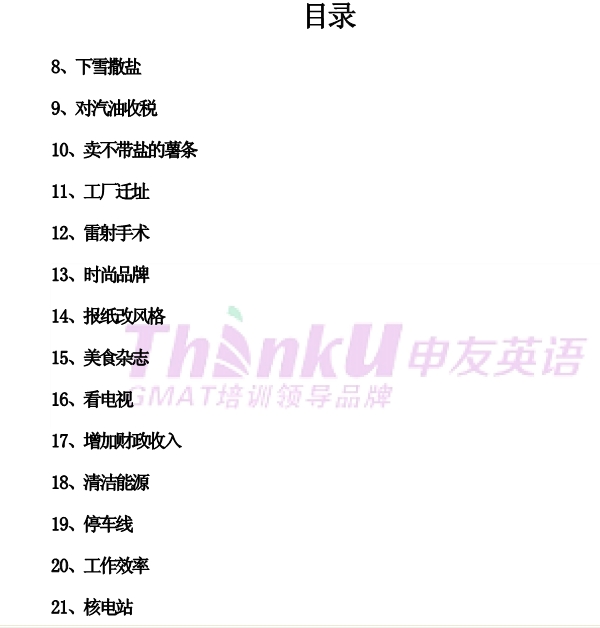 目录
8、下雪撒盐
9、对汽油收税
10、卖不带盐的薯条
11、工厂迁址
12、雷射手术
13、时尚品牌
14、报纸改风格
15、美食杂志
16、看电视
17、增加财政收入
18、清洁能源
19、停车线
20、工作效率
21、核电站
ThinkU 申友英语
GMAT培训领导品牌